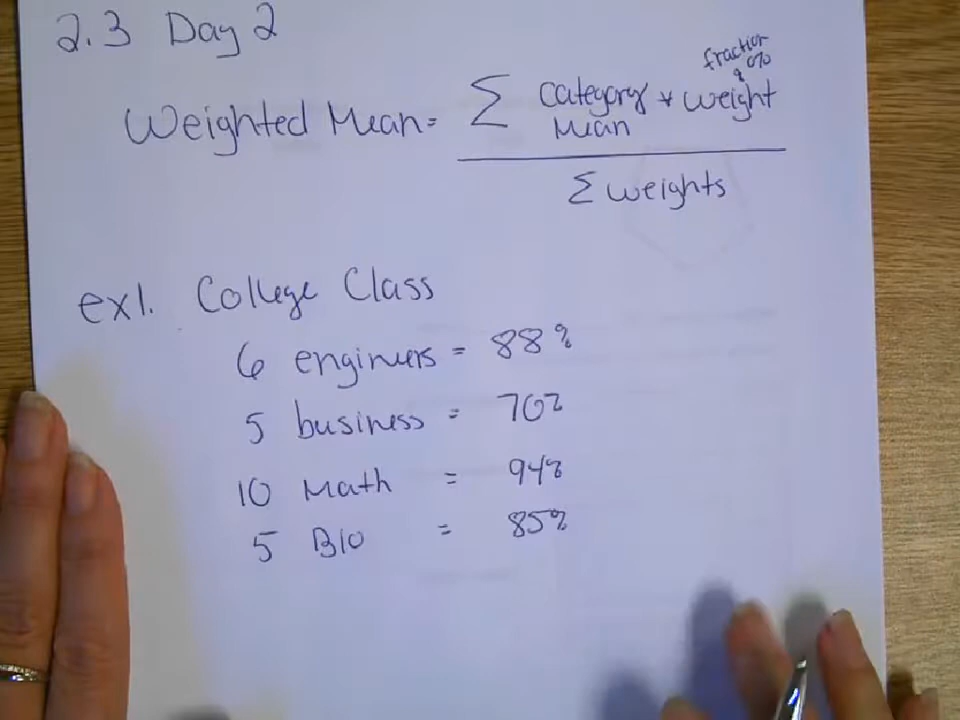 2.3 Day 2
fraction
%
Weighted Mean = Σ Category Mean * weight
Σ weights
ex1. College Class
6 enginers = 88%
5 business = 70%
10 Math = 94%
5 Bio = 85%